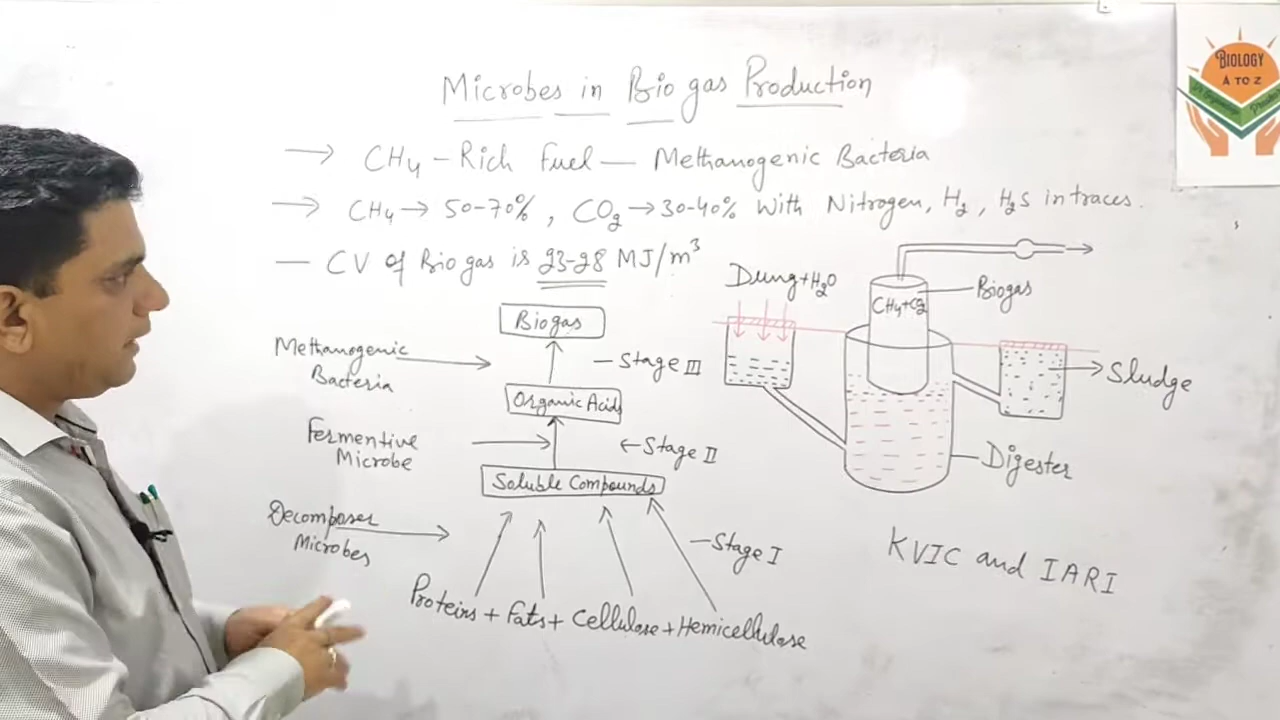 Microbes in Bio gas Production
BIOLOGY
A TO Z
→ CH4 - Rich Fuel — Methanogenic Bacteria
→ CH4 → 50-70%, CO2 → 30-40% With Nitrogen, H2, H2S in traces.
— CV of Biogas is 23-28 MJ/m³
Dung+H2O
CH4+CO2
Biogas
Biogas
Methanogenic
Bacteria
Stage III
Sludge
Organic Acids
Fermentive
Microbe
Stage II
Digester
Soluble Compounds
Decomposer
Microbes
Stage I
KVIC and IARI
Proteins + Fats + Cellulose + Hemicellulose